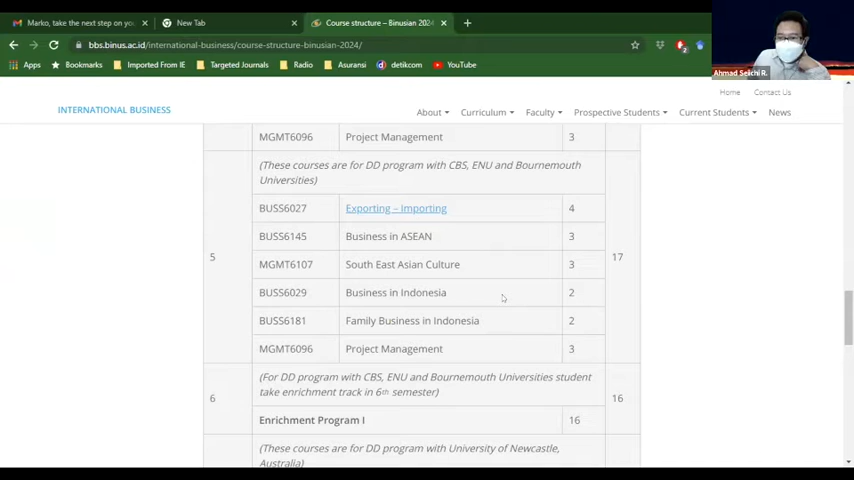 Marko, take the next step on you
New Tab
Course structure – Binusian 2024
bbs.binus.ac.id/international-business/course-structure-binusian-2024/
Apps
Bookmarks
Imported From IE
Targeted Journals
Radio
Asuransi
detikcom
YouTube
Ahmad Seiichi R.
Home
Contact Us
INTERNATIONAL BUSINESS
About
Curriculum
Faculty
Prospective Students
Current Students
News
MGMT6096 Project Management 3
(These courses are for DD program with CBS, ENU and Bournemouth
Universities)
BUSS6027 Exporting – Importing 4
BUSS6145 Business in ASEAN 3
5 17
MGMT6107 South East Asian Culture 3
BUSS6029 Business in Indonesia 2
BUSS6181 Family Business in Indonesia 2
MGMT6096 Project Management 3
(For DD program with CBS, ENU and Bournemouth Universities student
take enrichment track in 6th semester)
6 16
Enrichment Program I 16
(These courses are for DD program with University of Newcastle,
Australia)